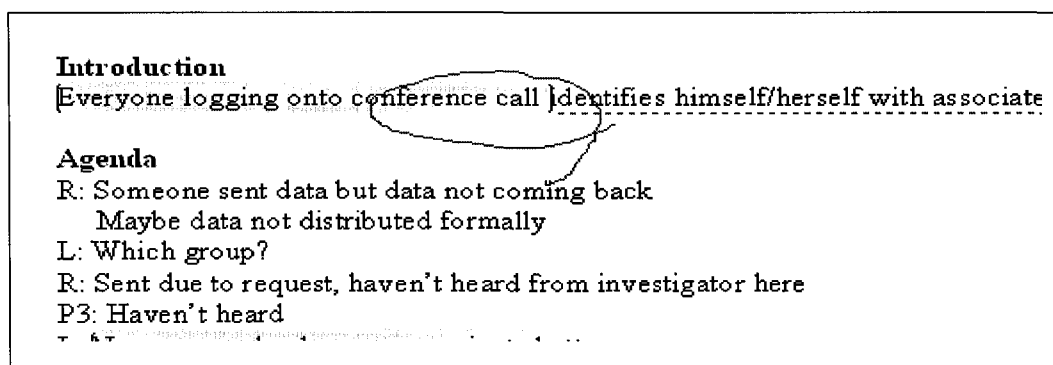 Introduction
Everyone logging onto conference call identifies himself/herself with associate
Agenda
R: Someone sent data but data not coming back
Maybe data not distributed formally
L: Which group?
R: Sent due to request, haven't heard from investigator here
P3: Haven't heard